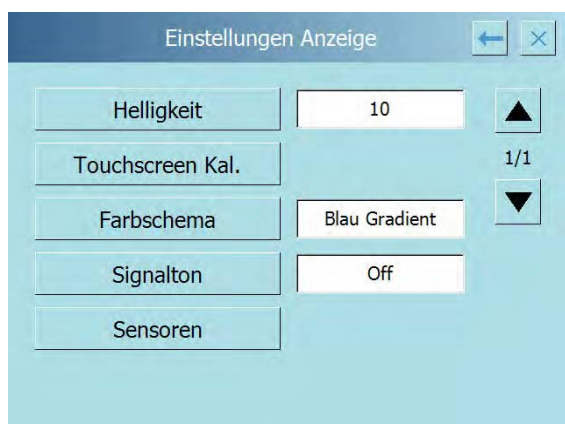 Einstellungen Anzeige
Helligkeit 10
Touchscreen Kal. 1/1
Farbschema Blau Gradient
Signalton Off
Sensoren